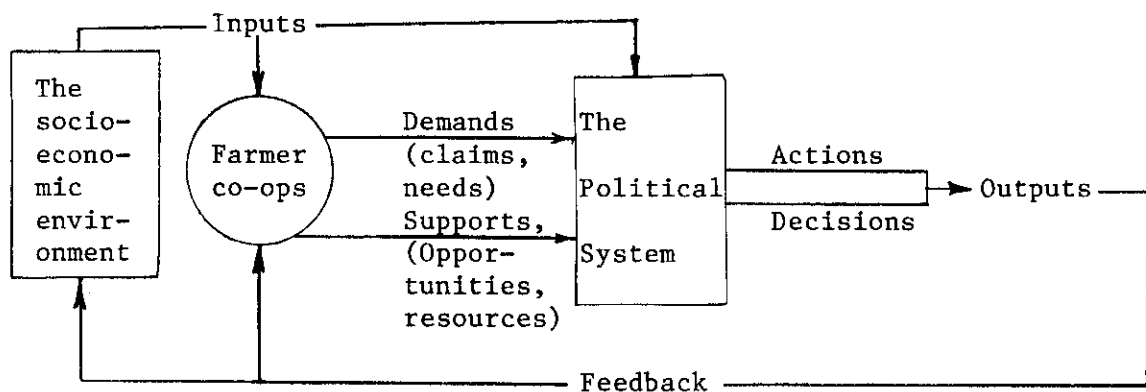 Inputs
The
socio-
econo-
mic
envir-
onment
Farmer
co-ops
Demands
(claims,
needs)
Supports,
(Oppor-
tunities,
resources)
The
Political
System
Actions
Decisions
Outputs
Feedback